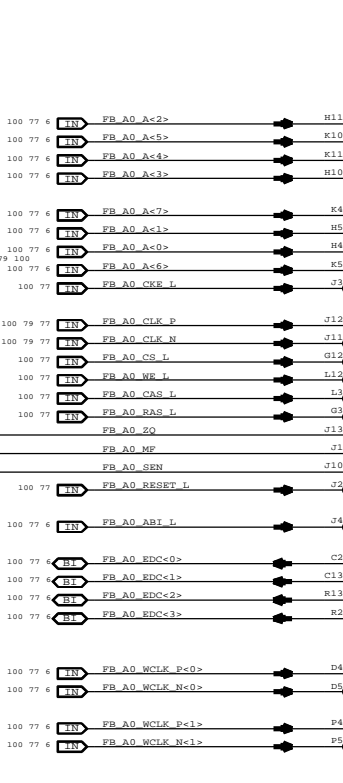 100 77 6 IN FB_A0_A<2> H11
100 77 6 IN FB_A0_A<5> K10
100 77 6 IN FB_A0_A<4> K11
100 77 6 IN FB_A0_A<3> H10
100 77 6 IN FB_A0_A<7> K4
100 77 6 IN FB_A0_A<1> H5
100 77 6 IN FB_A0_A<0> H4
79 100
100 77 6 IN FB_A0_A<6> K5
100 77 IN FB_A0_CKE_L J3
100 79 77 IN FB_A0_CLK_P J12
100 79 77 IN FB_A0_CLK_N J11
100 77 IN FB_A0_CS_L G12
100 77 IN FB_A0_WE_L L12
100 77 IN FB_A0_CAS_L L3
100 77 IN FB_A0_RAS_L G3
FB_A0_ZQ J13
FB_A0_MF J1
FB_A0_SEN J10
100 77 IN FB_A0_RESET_L J2
100 77 6 IN FB_A0_ABI_L J4
100 77 6 BI FB_A0_EDC<0> C2
100 77 6 BI FB_A0_EDC<1> C13
100 77 6 BI FB_A0_EDC<2> R13
100 77 6 BI FB_A0_EDC<3> R2
100 77 6 IN FB_A0_WCLK_P<0> D4
100 77 6 IN FB_A0_WCLK_N<0> D5
100 77 6 IN FB_A0_WCLK_P<1> P4
100 77 6 IN FB_A0_WCLK_N<1> P5